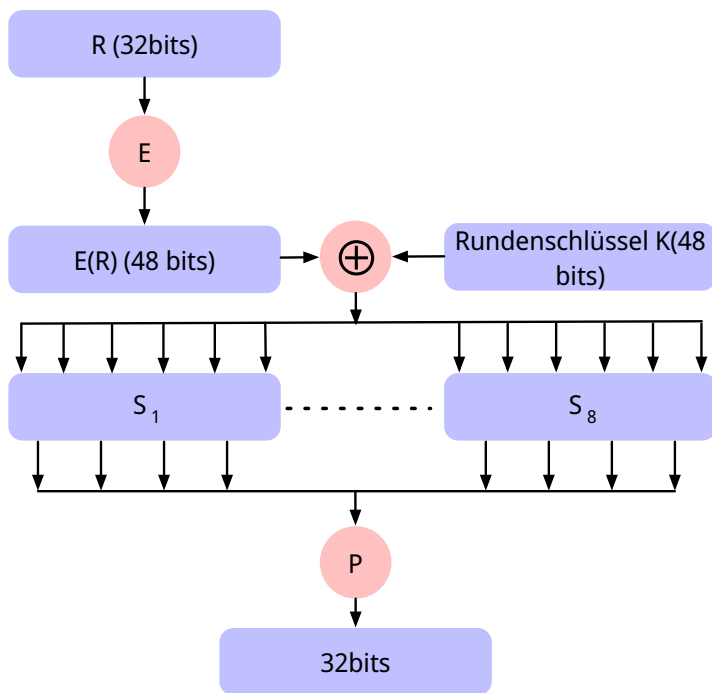 R (32bits)
E
E(R) (48 bits)
⊕
Rundenschlüssel K(48
bits)
S 1
S 8
P
32bits